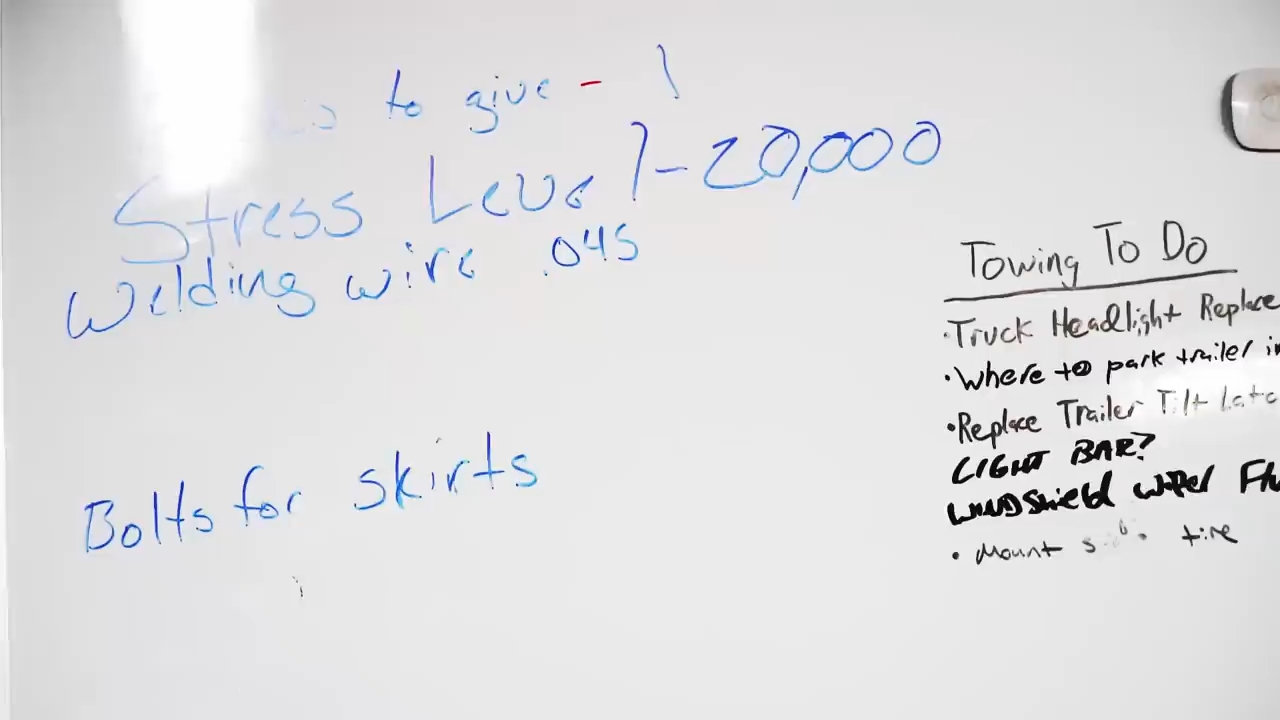 to give -
Stress Level 1-20,000
Welding wire .045
Bolts for skirts
Towing To Do
• Truck Headlight Replace
• Where to park trailer
• Replace Trailer Tilt
LIGHT BAR?
WINDShield wiper
• Mount tire